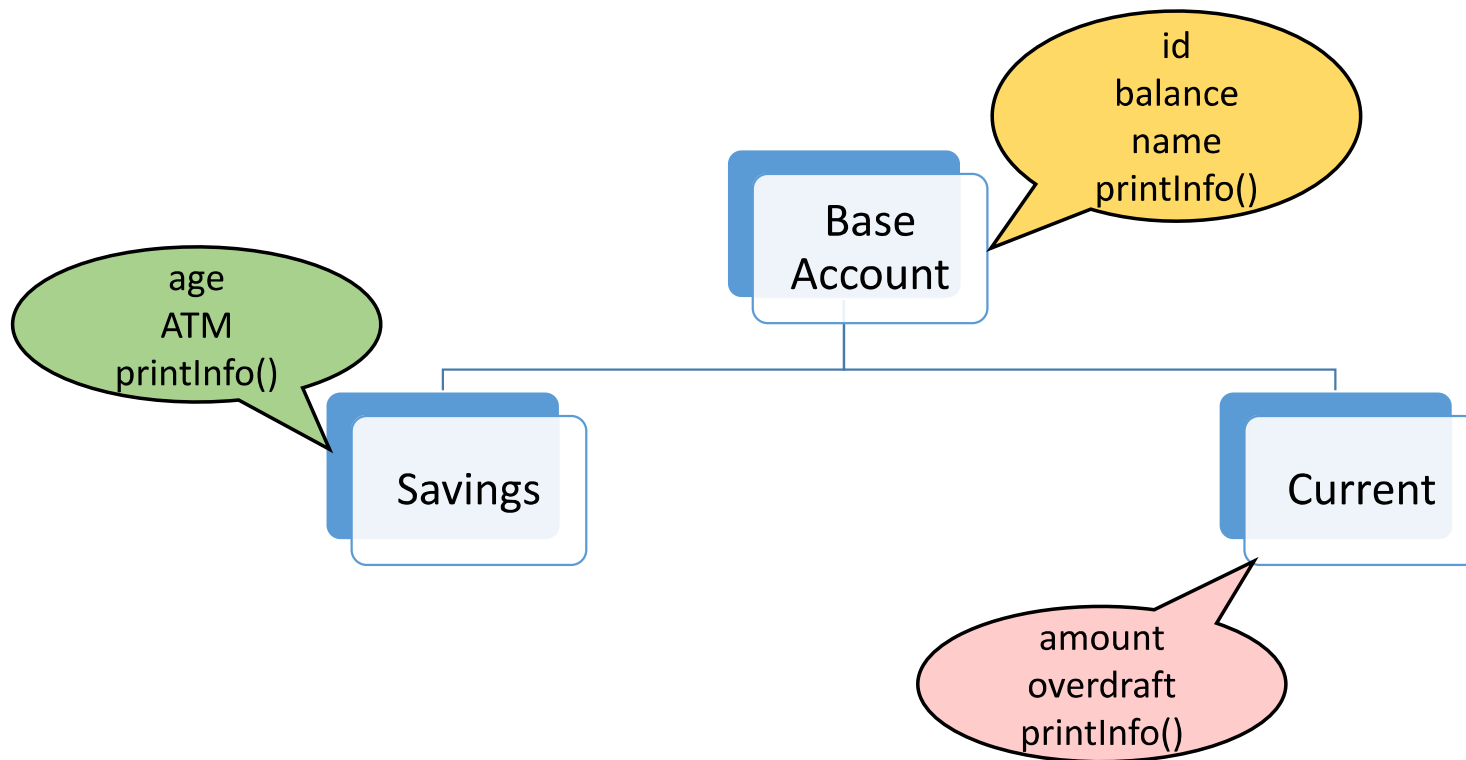 id
balance
name
printInfo()
Base
Account
age
ATM
printInfo()
Savings
Current
amount
overdraft
printInfo()